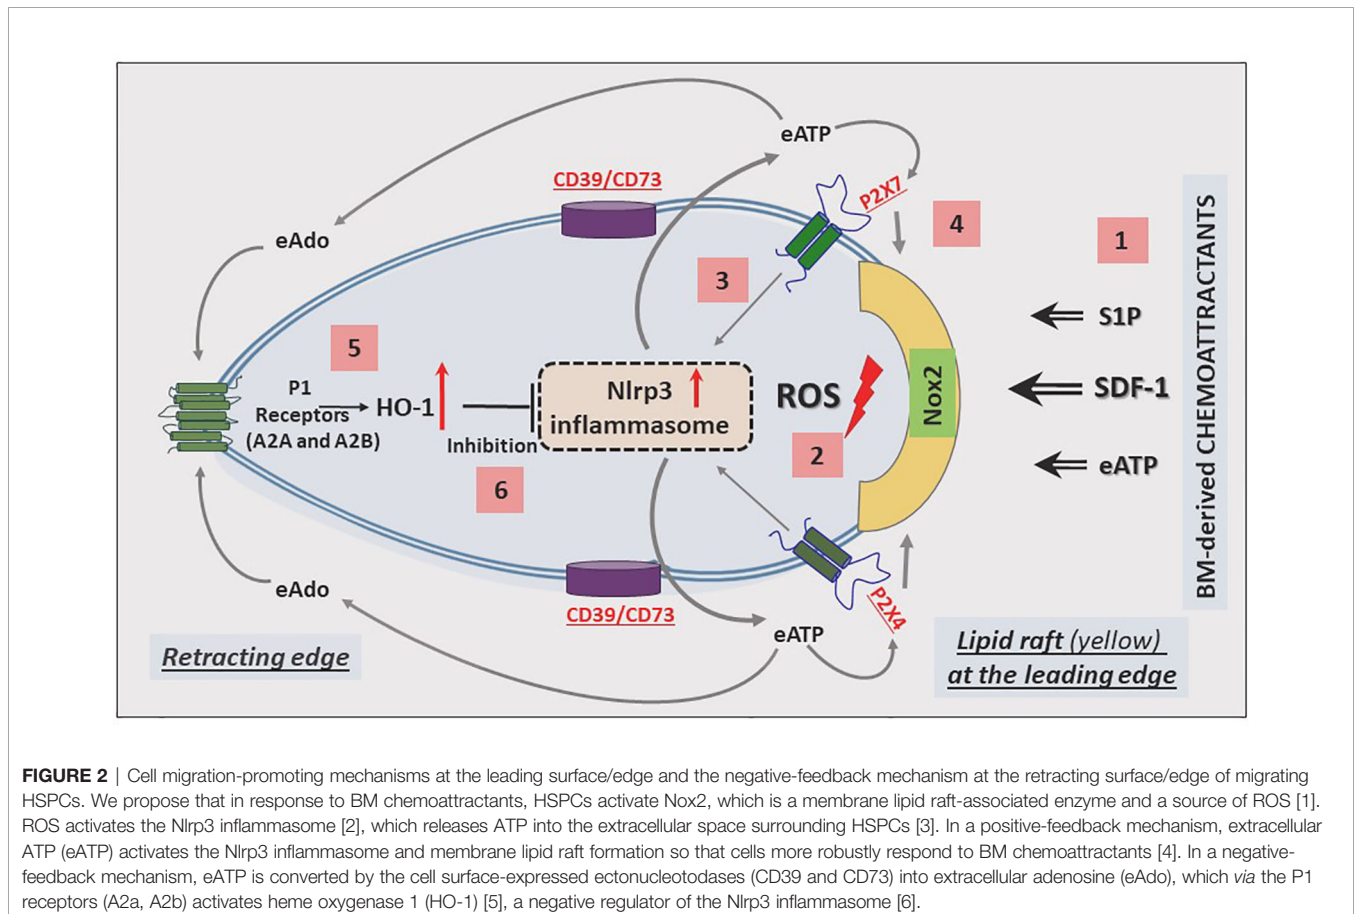 eATP
CD39/CD73
P2X7
4
1
eAdo
3
S1P
5
P1
Receptors
(A2A and A2B)
HO-1
Nlrp3
inflammasome
ROS
Nox2
SDF-1
BM-derived CHEMOATTRACTANTS
Inhibition
2
eATP
6
eAdo
CD39/CD73
P2X4
eATP
Retracting edge
Lipid raft (yellow)
at the leading edge
FIGURE 2 | Cell migration-promoting mechanisms at the leading surface/edge and the negative-feedback mechanism at the retracting surface/edge of migrating
HSPCs. We propose that in response to BM chemoattractants, HSPCs activate Nox2, which is a membrane lipid raft-associated enzyme and a source of ROS [1].
ROS activates the Nlrp3 inflammasome [2], which releases ATP into the extracellular space surrounding HSPCs [3]. In a positive-feedback mechanism, extracellular
ATP (eATP) activates the Nlrp3 inflammasome and membrane lipid raft formation so that cells more robustly respond to BM chemoattractants [4]. In a negative-
feedback mechanism, eATP is converted by the cell surface-expressed ectonucleotodases (CD39 and CD73) into extracellular adenosine (eAdo), which via the P1
receptors (A2a, A2b) activates heme oxygenase 1 (HO-1) [5], a negative regulator of the Nlrp3 inflammasome [6].